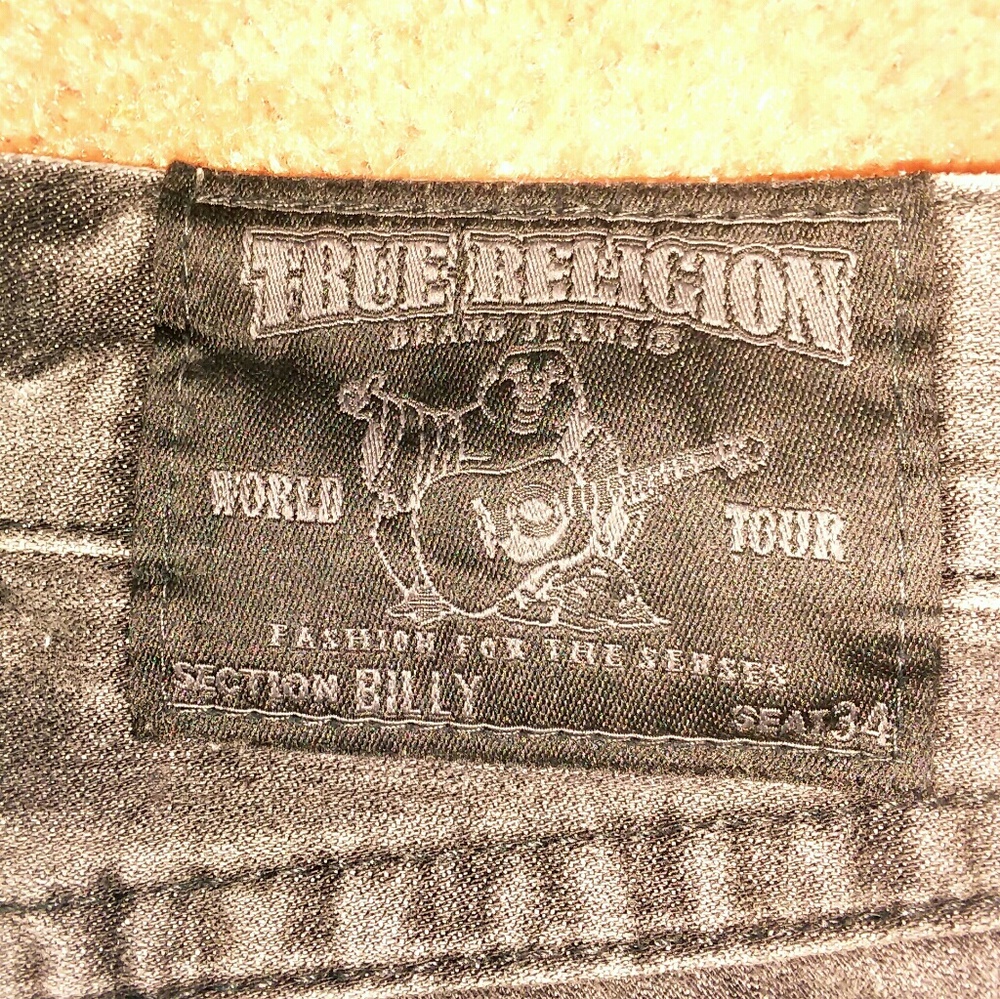 TRUE RELIGION
BRAND JEANS®
WORLD TOUR
FASHION FOR THE SENSES
SECTION BILLY SEAT 34